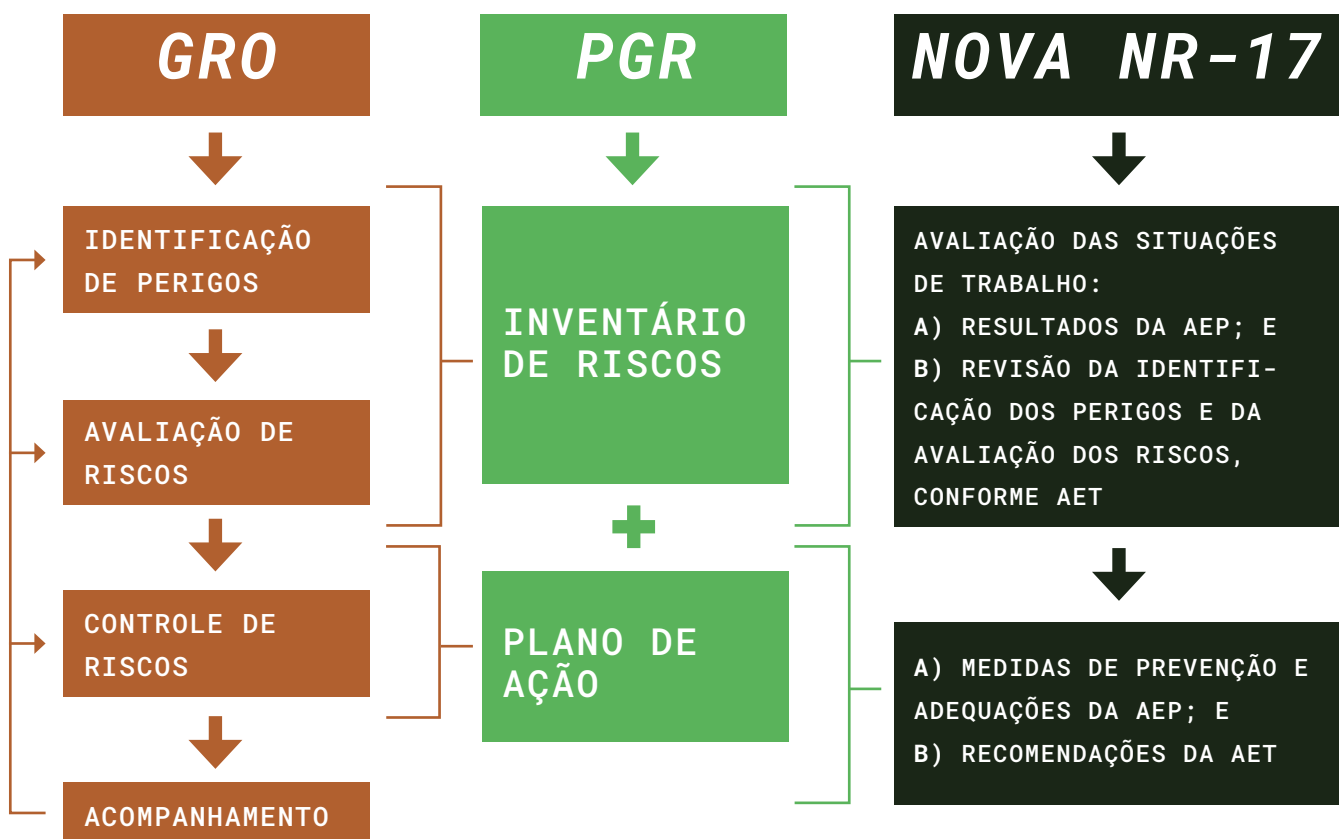 GRO
IDENTIFICAÇÃO
DE PERIGOS
AVALIAÇÃO DE
RISCOS
CONTROLE DE
RISCOS
ACOMPANHAMENTO
PGR
INVENTÁRIO
DE RISCOS
PLANO DE
AÇÃO
NOVA NR-17
AVALIAÇÃO DAS SITUAÇÕES
DE TRABALHO:
A) RESULTADOS DA AEP; E
B) REVISÃO DA IDENTIFI-
CAÇÃO DOS PERIGOS E DA
AVALIAÇÃO DOS RISCOS,
CONFORME AET
A) MEDIDAS DE PREVENÇÃO E
ADEQUAÇÕES DA AEP; E
B) RECOMENDAÇÕES DA AET